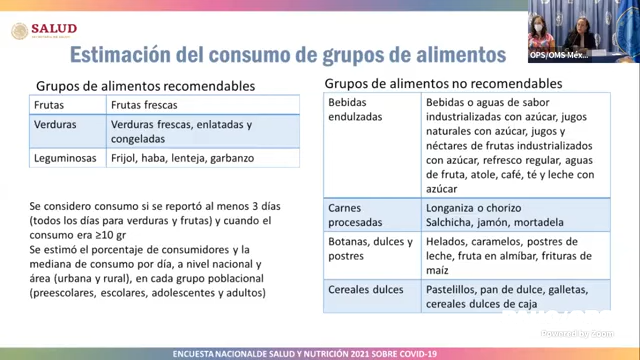 SALUD
OPS/OMS Méx...
Estimación del consumo de grupos de alimentos
Grupos de alimentos recomendables
Frutas Frutas frescas
Verduras Verduras frescas, enlatadas y
congeladas
Leguminosas Frijol, haba, lenteja, garbanzo
Se considero consumo si se reportó al menos 3 días
(todos los días para verduras y frutas) y cuando el
consumo era ≥10 gr
Se estimó el porcentaje de consumidores y la
mediana de consumo por día, a nivel nacional y
área (urbana y rural), en cada grupo poblacional
(preescolares, escolares, adolescentes y adultos)
Grupos de alimentos no recomendables
Bebidas endulzadas Bebidas o aguas de sabor
industrializadas con azúcar, jugos
naturales con azúcar, jugos y
néctares de frutas industrializados
con azúcar, refresco regular, aguas
de fruta, atole, café, té y leche con
azúcar
Carnes Longaniza o chorizo
procesadas Salchicha, jamón, mortadela
Botanas, dulces y Helados, caramelos, postres de
postres leche, fruta en almíbar, frituras de
maíz
Cereales dulces Pastelillos, pan de dulce, galletas,
cereales dulces de caja
Powered by Zoom
ENCUESTA NACIONALDE SALUD Y NUTRICIÓN 2021 SOBRE COVID-19